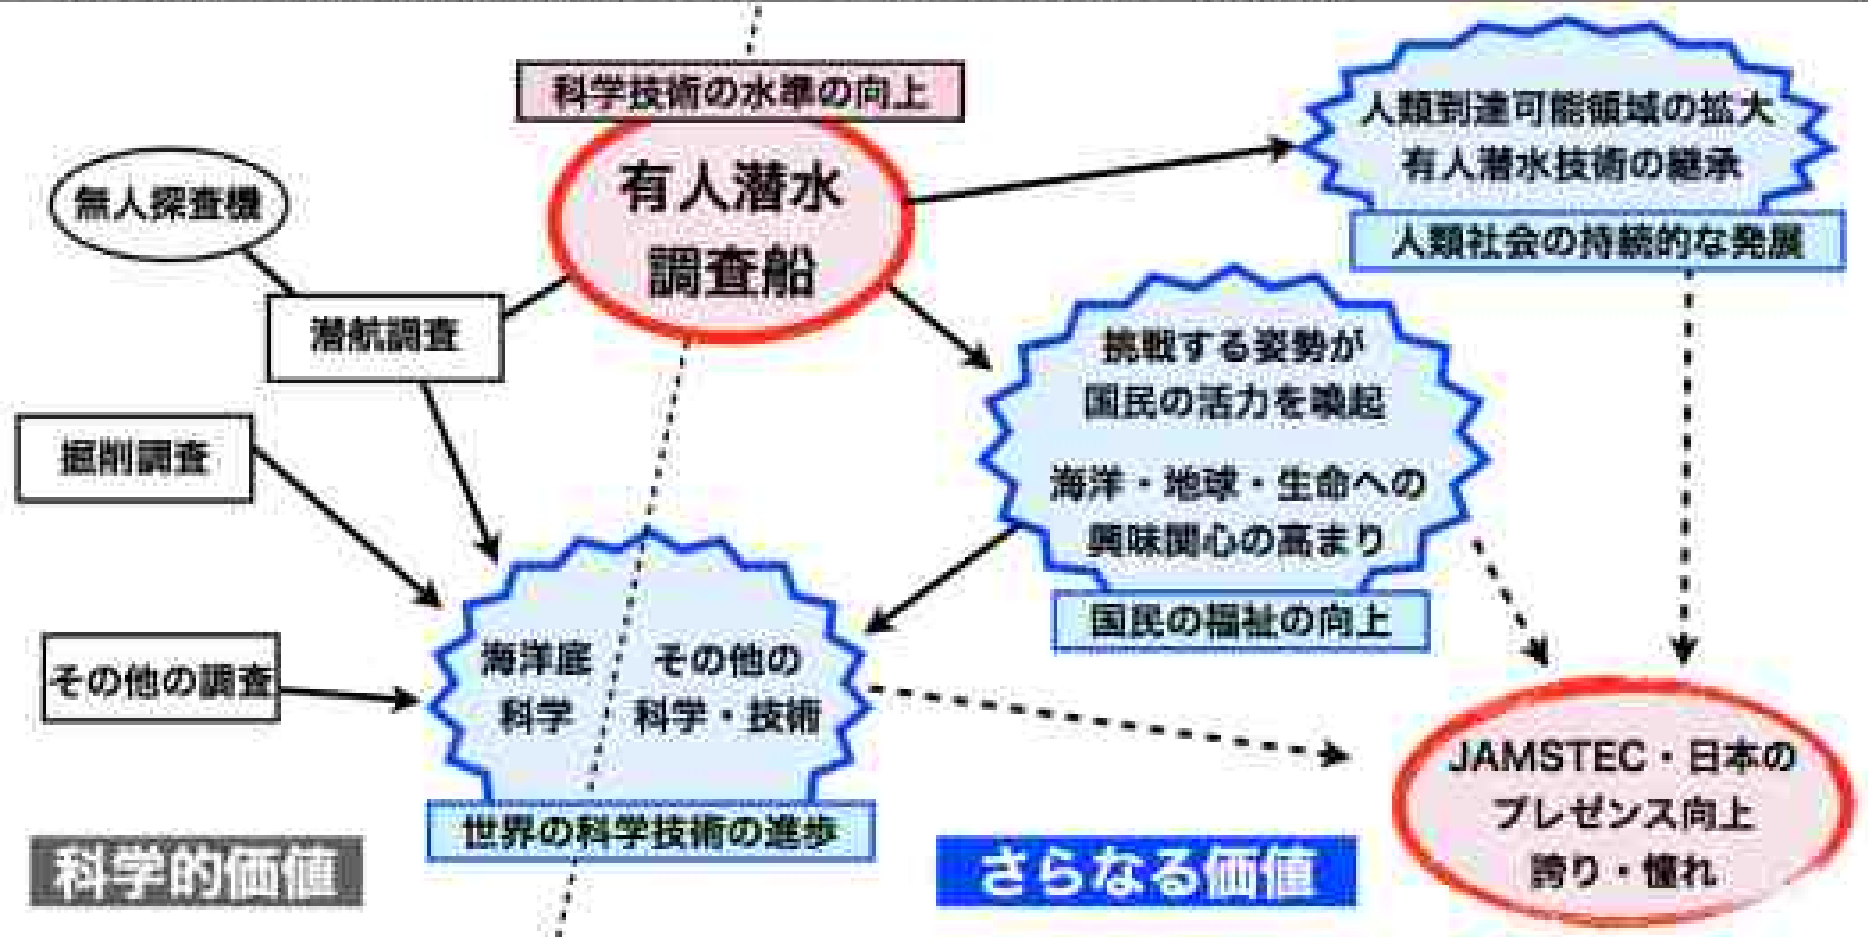 科学技術の水準の向上
有人潜水
調査船
無人探査機
潜航調査
掘削調査
その他の調査
人類到達可能領域の拡大
有人潜水技術の継承
人類社会の持続的な発展
挑戦する姿勢が
国民の活力を喚起
海洋・地球・生命への
興味関心の高まり
国民の福祉の向上
海洋底
科学
その他の
科学・技術
世界の科学技術の進歩
科学的価値
さらなる価値
JAMSTEC・日本の
プレゼンス向上
誇り・憧れ